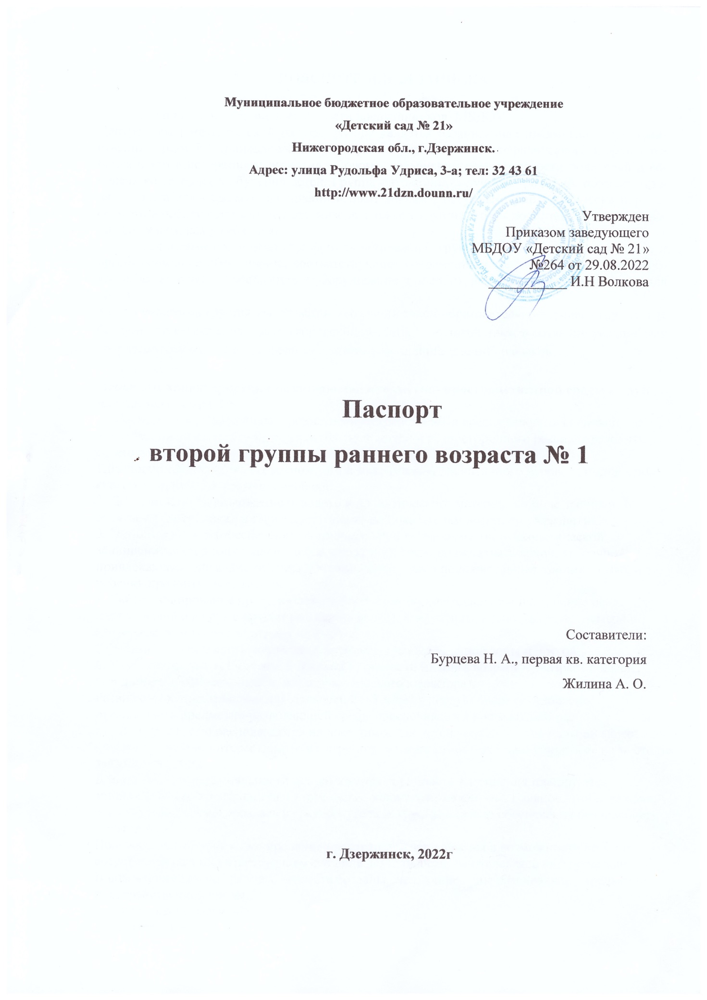 Муниципальное бюджетное образовательное учреждение
«Детский сад № 21»
Нижегородская обл., г.Дзержинск.
Адрес: улица Рудольфа Удриса, 3-а; тел: 32 43 61
http://www.21dzn.dounn.ru/
Утвержден
Приказом заведующего
МБДОУ «Детский сад № 21»
№264 от 29.08.2022
___________ И.Н Волкова
Паспорт
второй группы раннего возраста № 1
Составители:
Бурцева Н. А., первая кв. категория
Жилина А. О.
г. Дзержинск, 2022г